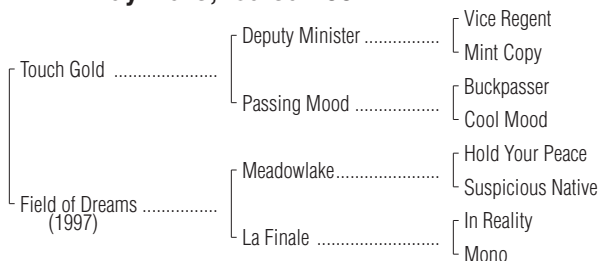 Vice Regent
Deputy Minister ................
Mint Copy
Touch Gold ......................
Buckpasser
Passing Mood ..................
Cool Mood
Hold Your Peace
Meadowlake......................
Suspicious Native
Field of Dreams ................
(1997)
In Reality
La Finale ..........................
Mono